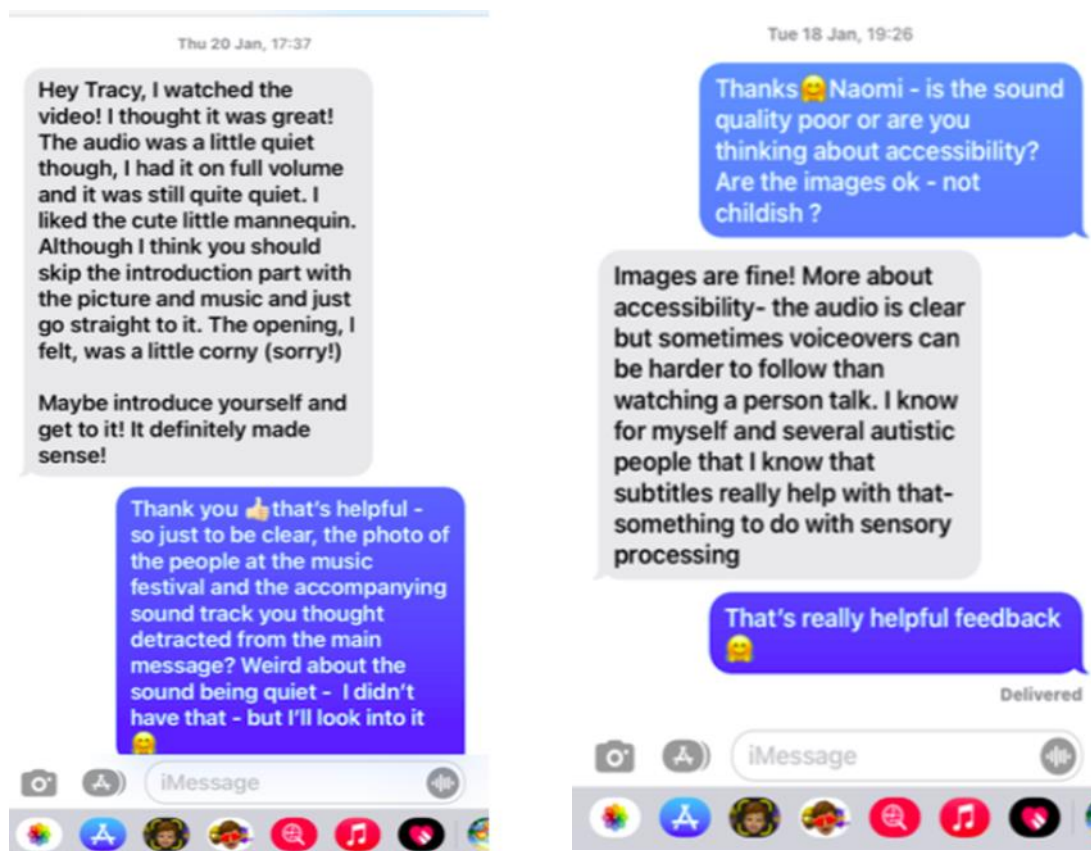 Thu 20 Jan, 17:37
Hey Tracy, I watched the
video! I thought it was great!
The audio was a little quiet
though, I had it on full volume
and it was still quite quiet. I
liked the cute little mannequin.
Although I think you should
skip the introduction part with
the picture and music and just
go straight to it. The opening, I
felt, was a little corny (sorry!)
Maybe introduce yourself and
get to it! It definitely made
sense!
Thank you 👍🏻that's helpful -
so just to be clear, the photo of
the people at the music
festival and the accompanying
sound track you thought
detracted from the main
message? Weird about the
sound being quiet - I didn't
have that - but I'll look into it
🤗
iMessage
Tue 18 Jan, 19:26
Thanks🤗Naomi - is the sound
quality poor or are you
thinking about accessibility?
Are the images ok - not
childish ?
Images are fine! More about
accessibility- the audio is clear
but sometimes voiceovers can
be harder to follow than
watching a person talk. I know
for myself and several autistic
people that I know that
subtitles really help with that-
something to do with sensory
processing
That's really helpful feedback
🤗
Delivered
iMessage